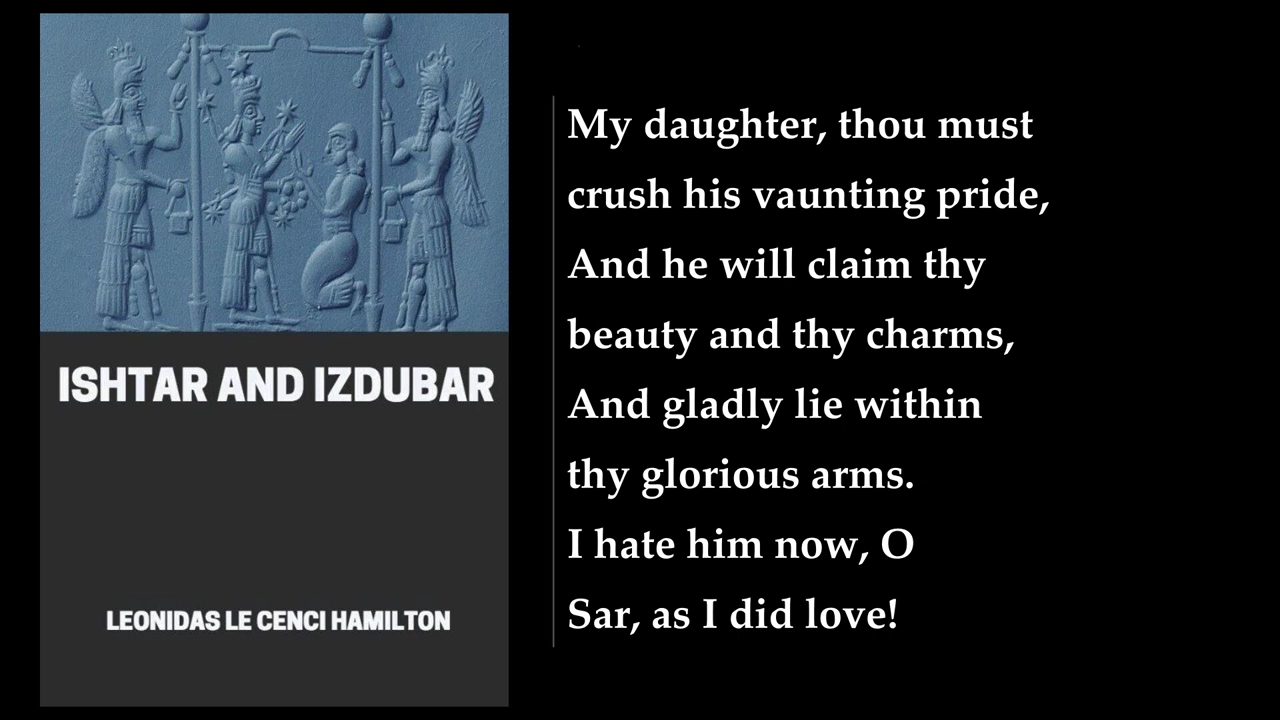 ISHTAR AND IZDUBAR
LEONIDAS LE CENCI HAMILTON
My daughter, thou must
crush his vaunting pride,
And he will claim thy
beauty and thy charms,
And gladly lie within
thy glorious arms.
I hate him now, O
Sar, as I did love!